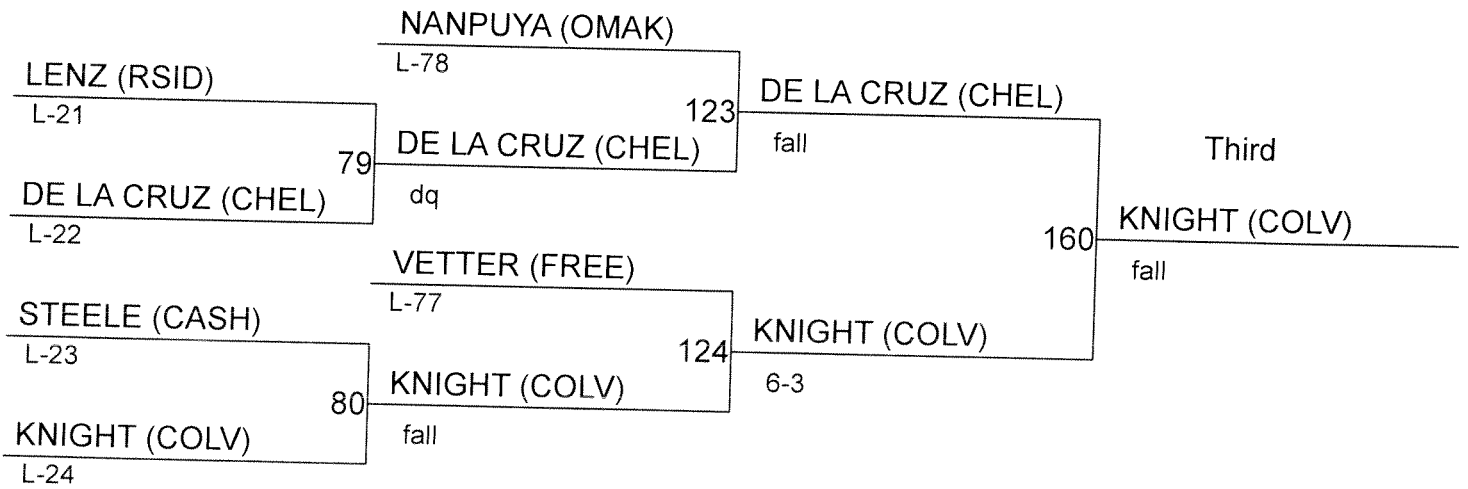 NANPUYA (OMAK)
L-78
LENZ (RSID)
L-21
123
DE LA CRUZ (CHEL)
fall
79
DE LA CRUZ (CHEL)
dq
Third
DE LA CRUZ (CHEL)
L-22
160
KNIGHT (COLV)
fall
VETTER (FREE)
L-77
STEELE (CASH)
L-23
124
KNIGHT (COLV)
6-3
80
KNIGHT (COLV)
fall
KNIGHT (COLV)
L-24